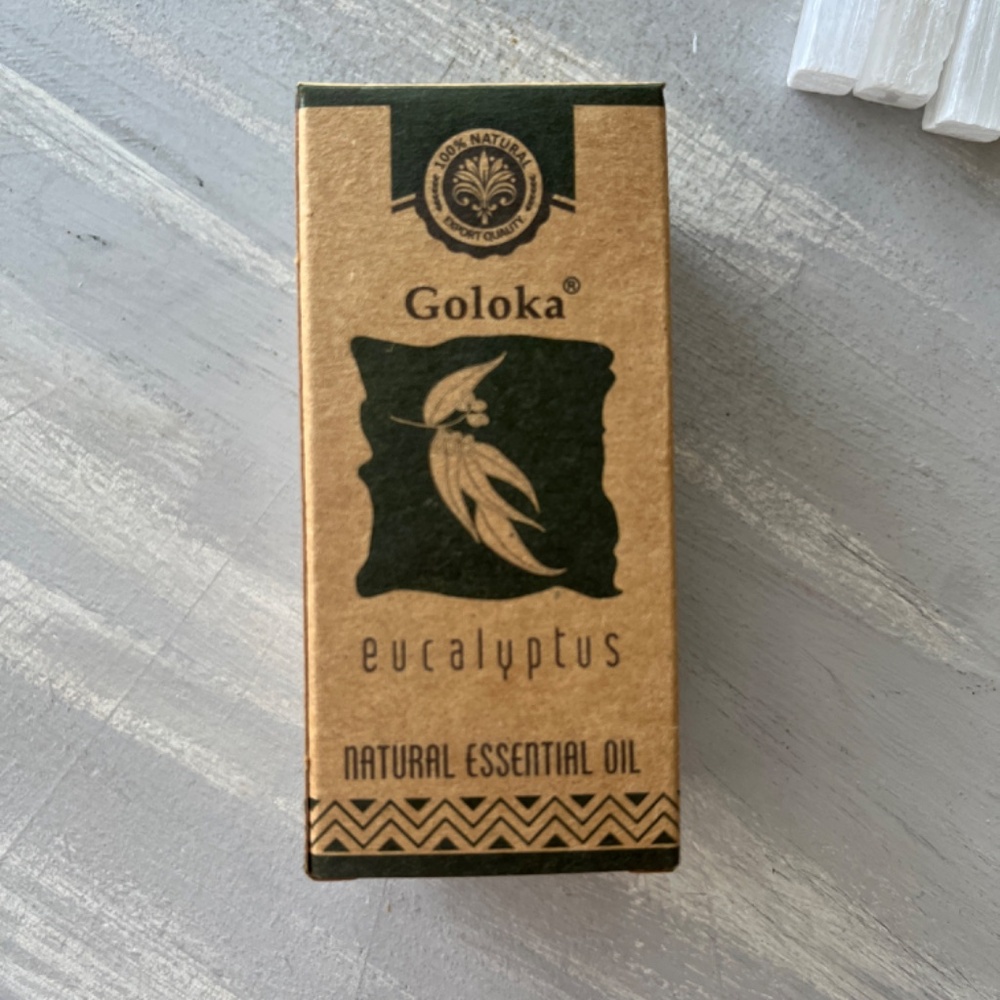 100% NATURAL
EXPORT QUALITY
Goloka®
eucalyptus
NATURAL ESSENTIAL OIL